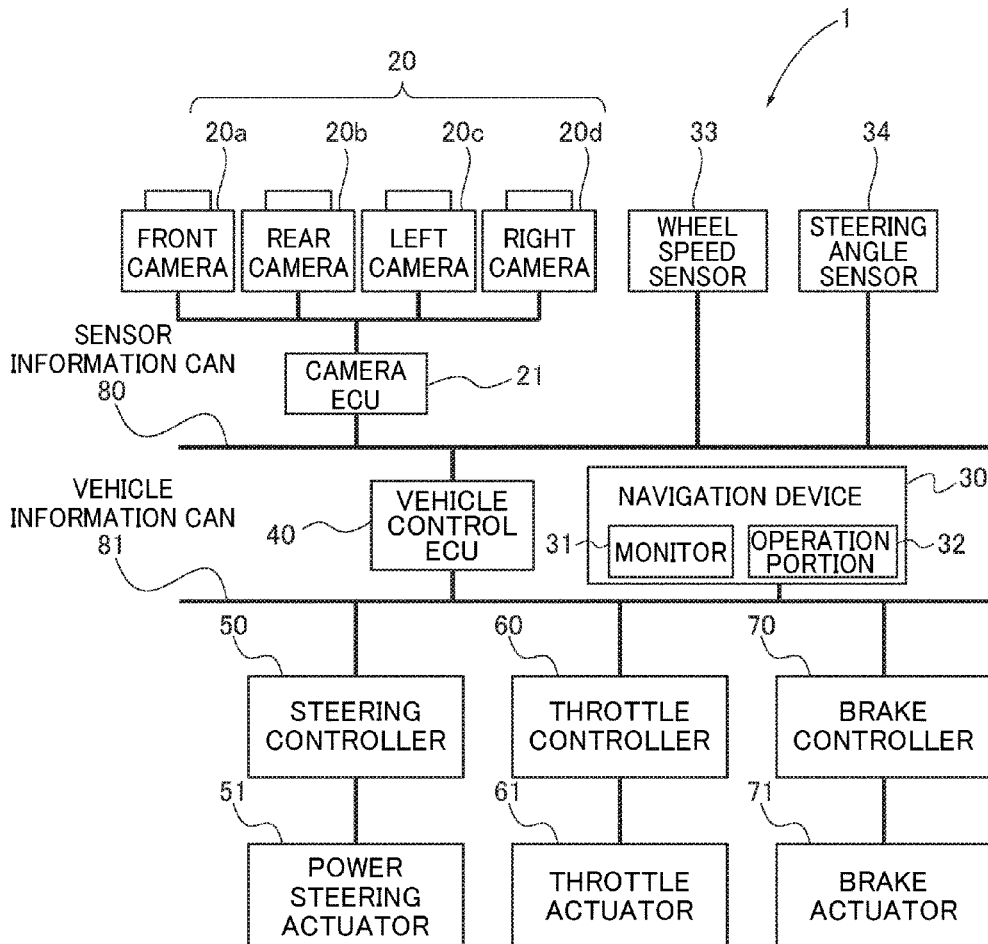 1
20
20a
20b
20c
20d
33
34
FRONT
CAMERA
REAR
CAMERA
LEFT
CAMERA
RIGHT
CAMERA
WHEEL
SPEED
SENSOR
STEERING
ANGLE
SENSOR
SENSOR
INFORMATION CAN
80
CAMERA
ECU
21
VEHICLE
INFORMATION CAN
81
40
VEHICLE
CONTROL
ECU
NAVIGATION DEVICE
30
31
MONITOR
OPERATION
PORTION
32
50
60
70
STEERING
CONTROLLER
THROTTLE
CONTROLLER
BRAKE
CONTROLLER
51
61
71
POWER
STEERING
ACTUATOR
THROTTLE
ACTUATOR
BRAKE
ACTUATOR